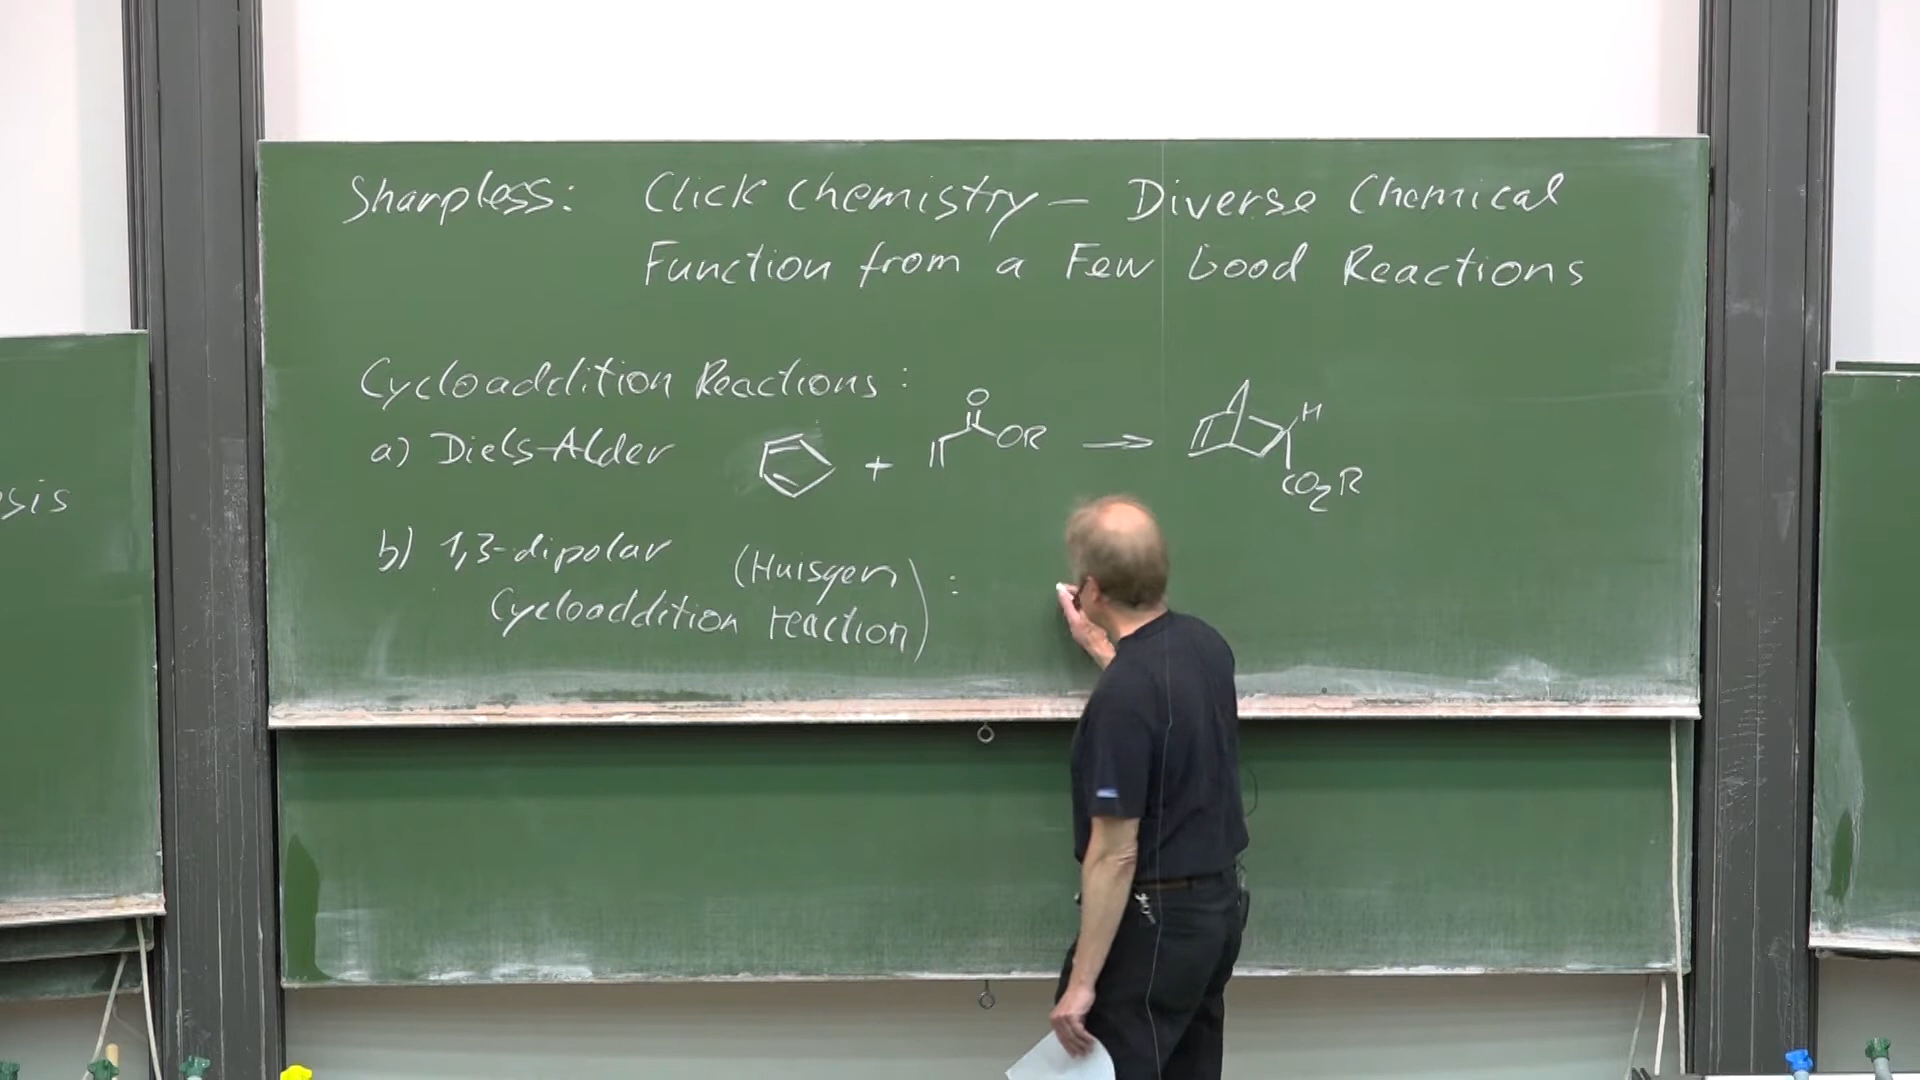 Sharpless: Click Chemistry – Diverse Chemical
Function from a Few Good Reactions
Cycloaddition Reactions:
a) Diels-Alder
+
O
OR
→
H
CO2R
b) 1,3-dipolar (Huisgen
Cycloaddition reaction):
sis